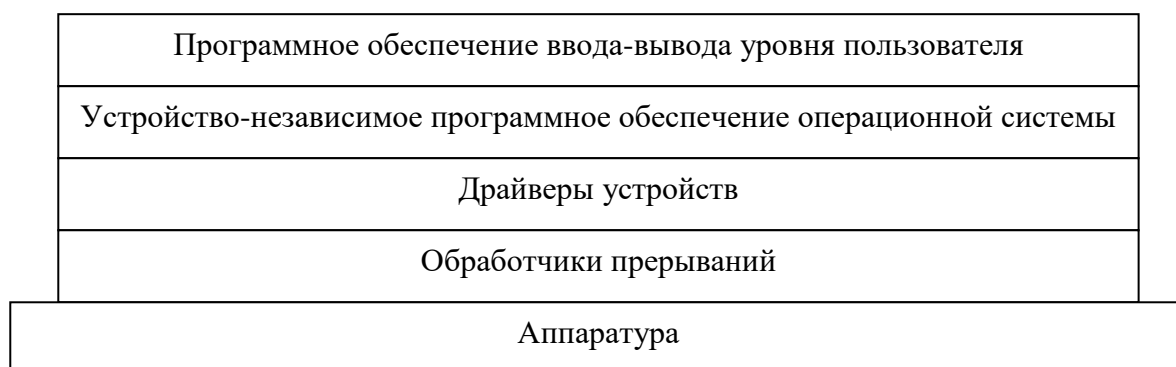 Программное обеспечение ввода-вывода уровня пользователя
Устройство-независимое программное обеспечение операционной системы
Драйверы устройств
Обработчики прерываний
Аппаратура